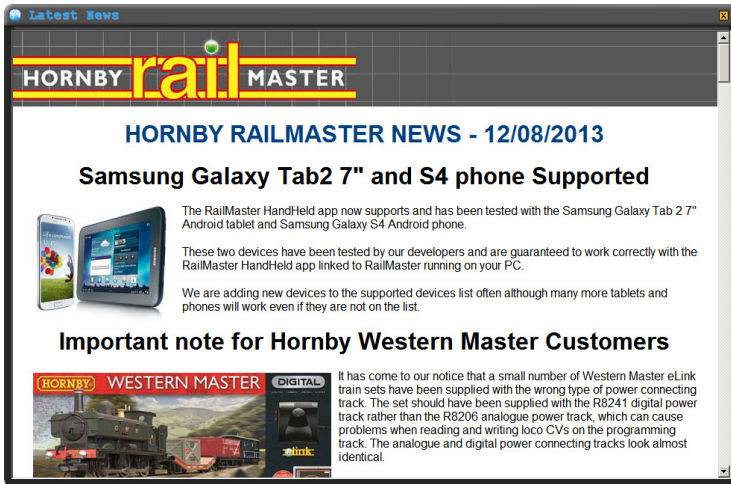 Latest News
HORNBY rail MASTER
HORNBY RAILMASTER NEWS - 12/08/2013
Samsung Galaxy Tab2 7" and S4 phone Supported
The RailMaster HandHeld app now supports and has been tested with the Samsung Galaxy Tab 2 7"
Android tablet and Samsung Galaxy S4 Android phone.
These two devices have been tested by our developers and are guaranteed to work correctly with the
RailMaster HandHeld app linked to RailMaster running on your PC.
We are adding new devices to the supported devices list often although many more tablets and
phones will work even if they are not on the list.
Important note for Hornby Western Master Customers
HORNBY WESTERN MASTER DIGITAL
elink
It has come to our notice that a small number of Western Master eLink
train sets have been supplied with the wrong type of power connecting
track. The set should have been supplied with the R8241 digital power
track rather than the R8206 analogue power track, which can cause
problems when reading and writing loco CVs on the programming
track. The analogue and digital power connecting tracks look almost
identical.